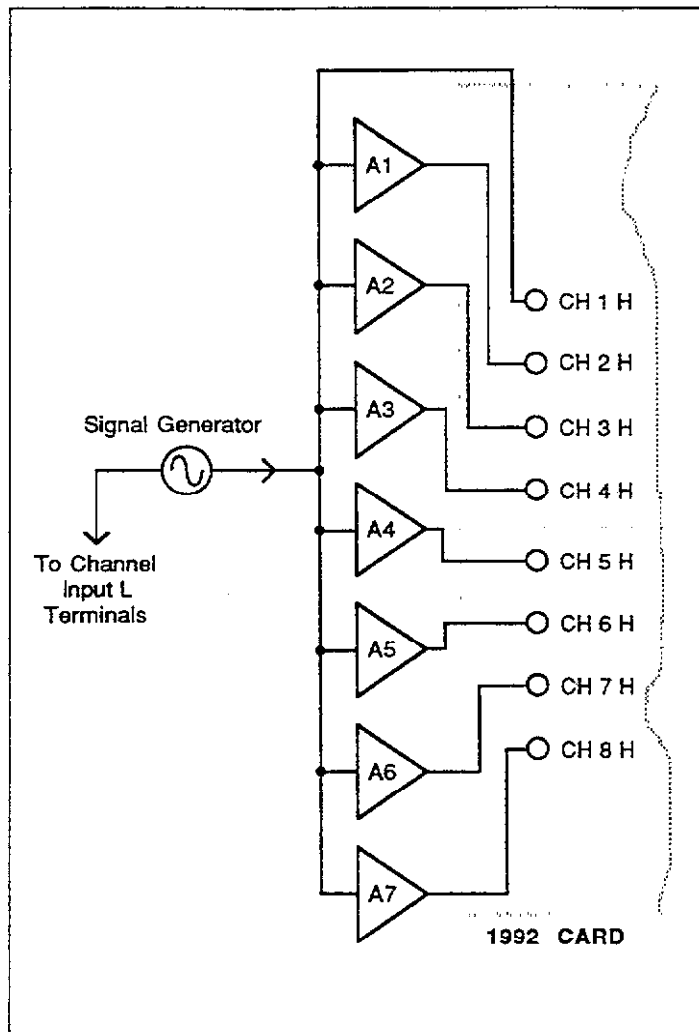 A1
A2
CH 1 H
CH 2 H
A3
Signal Generator
CH 3 H
CH 4 H
A4
To Channel
Input L
Terminals
CH 5 H
CH 6 H
A5
CH 7 H
CH 8 H
A6
A7
1992 CARD